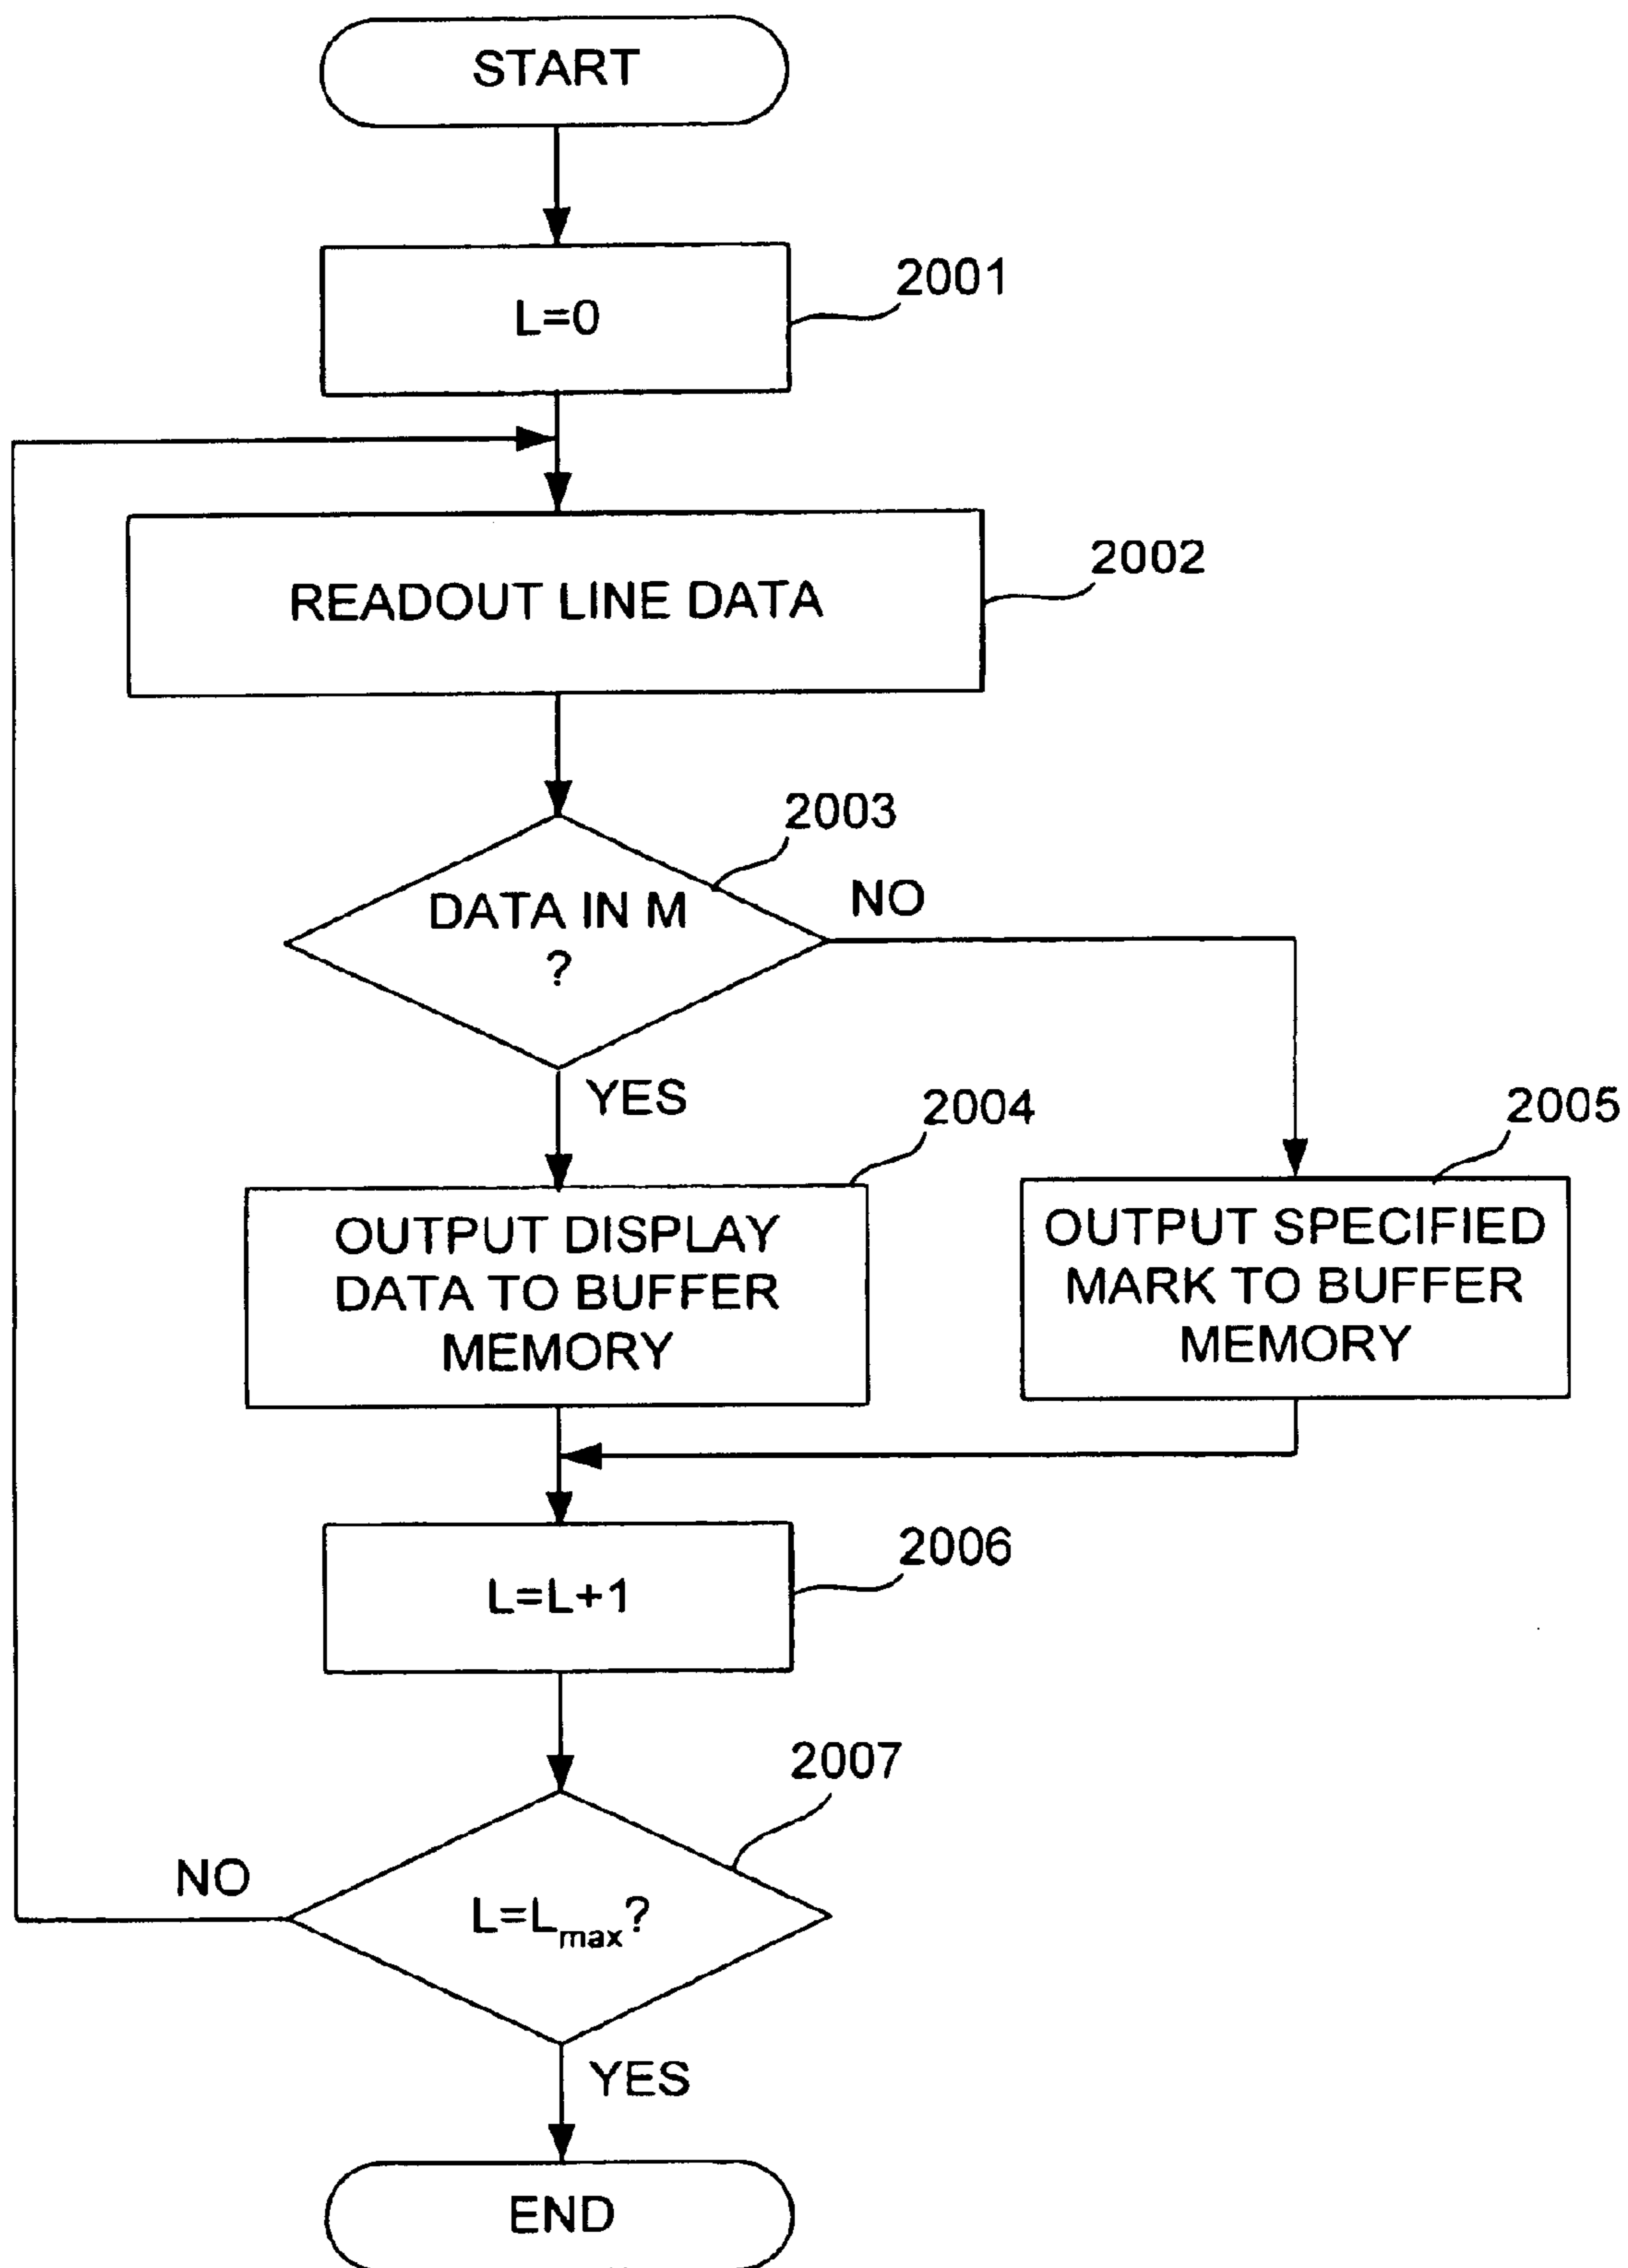 START
2001
L=0
2002
READOUT LINE DATA
2003
DATA IN M
?
NO
YES
2004
2005
OUTPUT DISPLAY
DATA TO BUFFER
MEMORY
OUTPUT SPECIFIED
MARK TO BUFFER
MEMORY
2006
L=L+1
2007
NO
L=Lmax?
YES
END